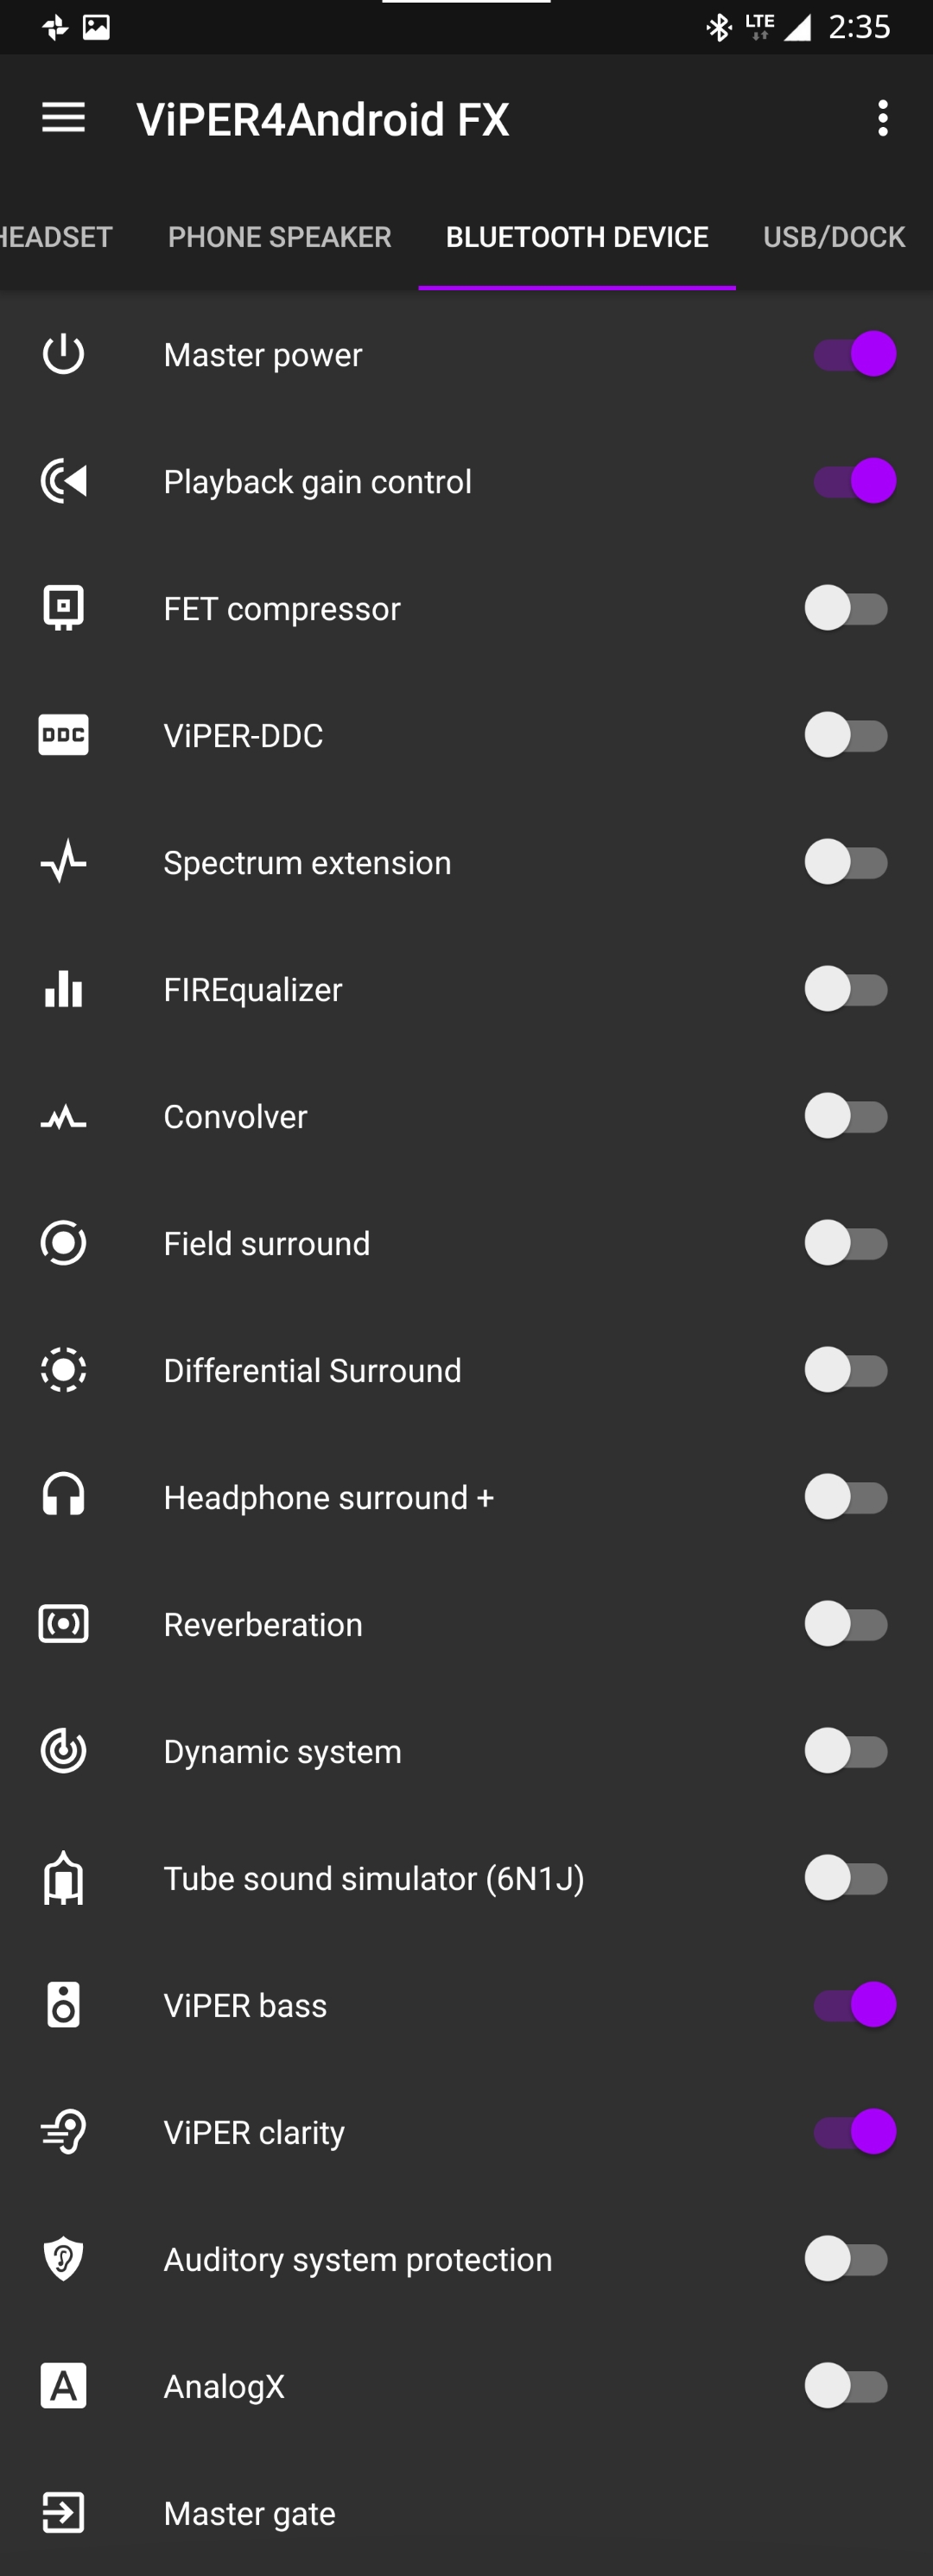 LTE 2:35
ViPER4Android FX
HEADSET PHONE SPEAKER BLUETOOTH DEVICE USB/DOCK
Master power
Playback gain control
FET compressor
DDC ViPER-DDC
Spectrum extension
FIREqualizer
Convolver
Field surround
Differential Surround
Headphone surround +
Reverberation
Dynamic system
Tube sound simulator (6N1J)
ViPER bass
ViPER clarity
Auditory system protection
A AnalogX
Master gate